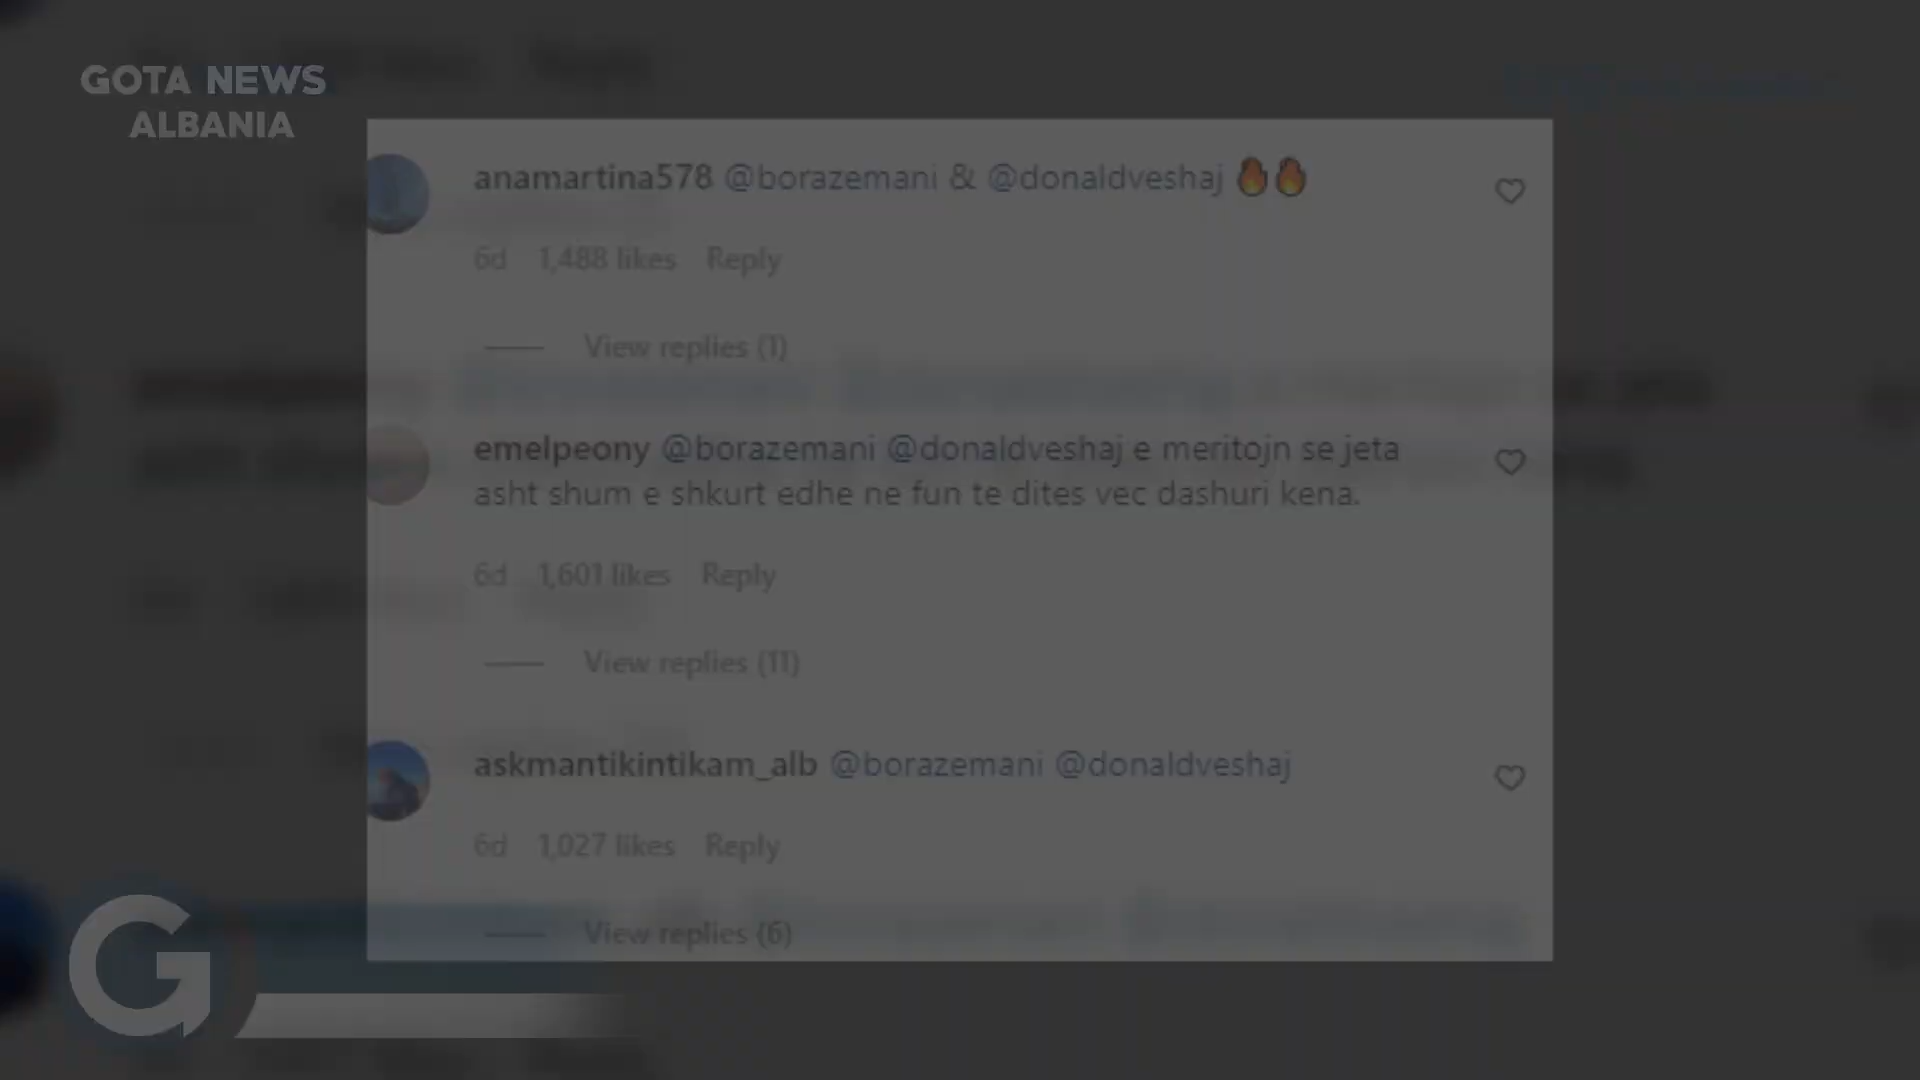 GOTA NEWS
ALBANIA
anamartina578 @borazemani & @donaldveshaj 🔥🔥
6d 1,488 likes Reply
View replies (1)
emelpeony @borazemani @donaldveshaj e meritojn se jeta
asht shum e shkurt edhe ne fun te dites vec dashuri kena.
6d 1,601 likes Reply
View replies (11)
askmantikintikam_alb @borazemani @donaldveshaj
6d 1,027 likes Reply
View replies (6)
G